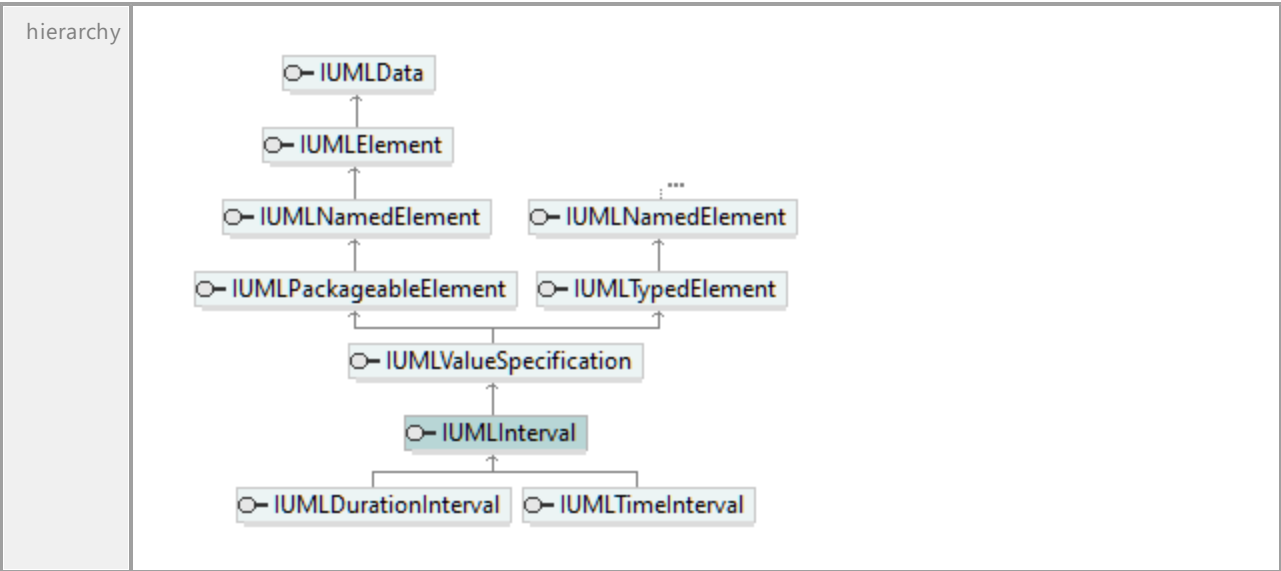 hierarchy
IUMLData
IUMLElement
...
IUMLNamedElement IUMLNamedElement
IUMLPackageableElement IUMLTypedElement
IUMLValueSpecification
IUMLInterval
IUMLDurationInterval IUMLTimeInterval